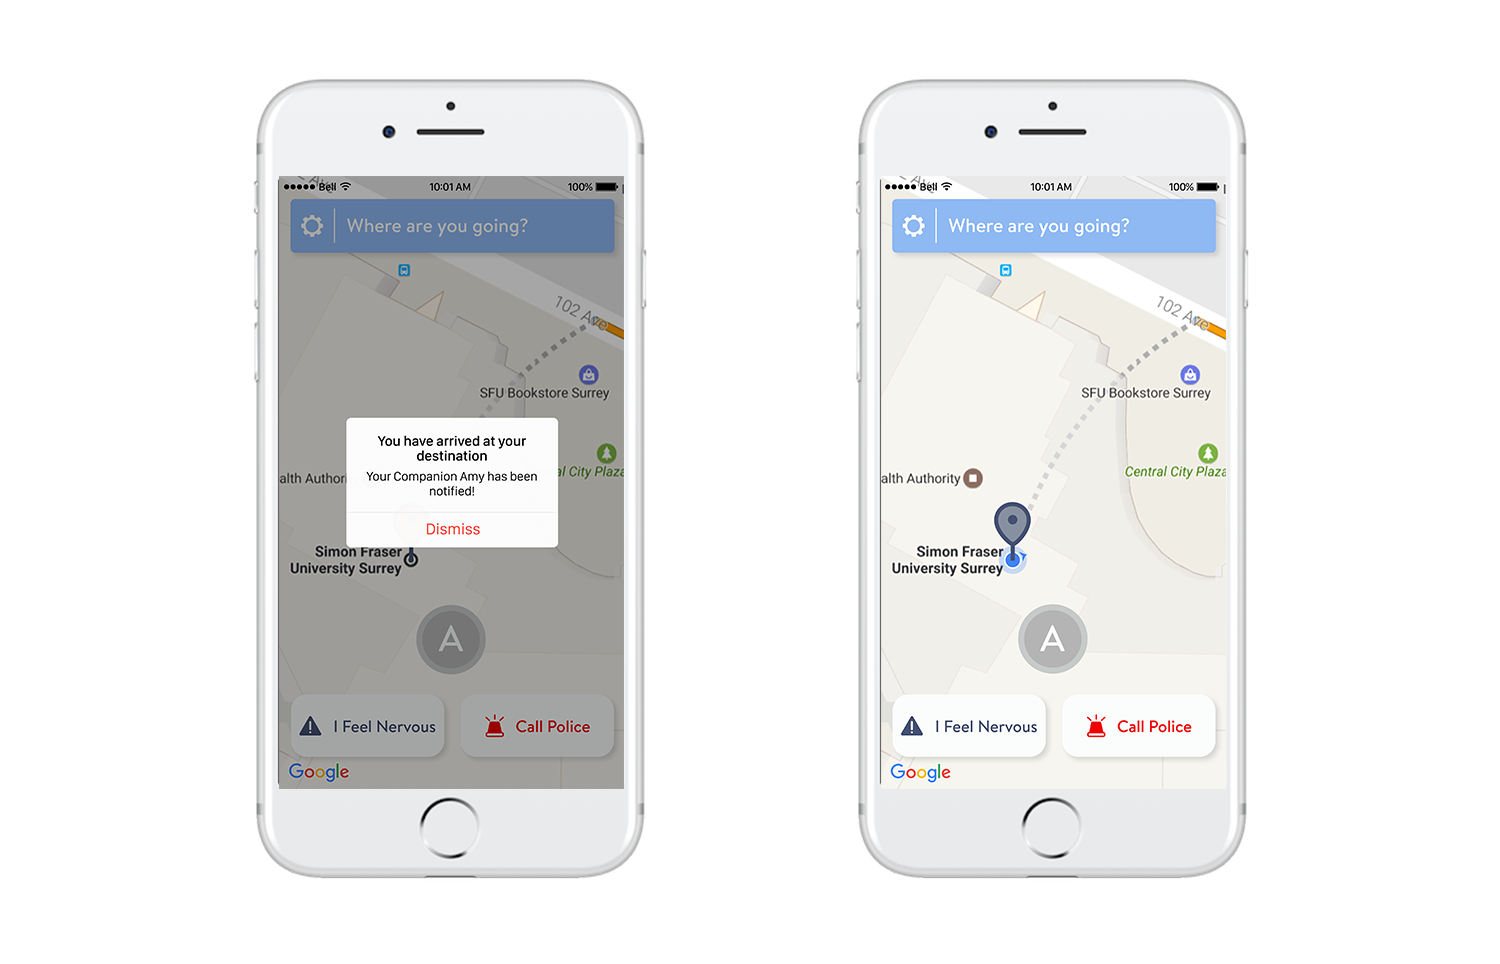 Bell
10:01 AM
100%
Where are you going?
102 Ave
SFU Bookstore Surrey
You have arrived at your
destination
Your Companion Amy has been
notified!
Dismiss
al City Plaza
alth Authori
Simon Fraser
University Surrey
A
I Feel Nervous
Call Police
Google
Bell
10:01 AM
100%
Where are you going?
102 Ave
SFU Bookstore Surrey
Central City Plaza
alth Authority
Simon Fraser
University Surrey
A
I Feel Nervous
Call Police
Google